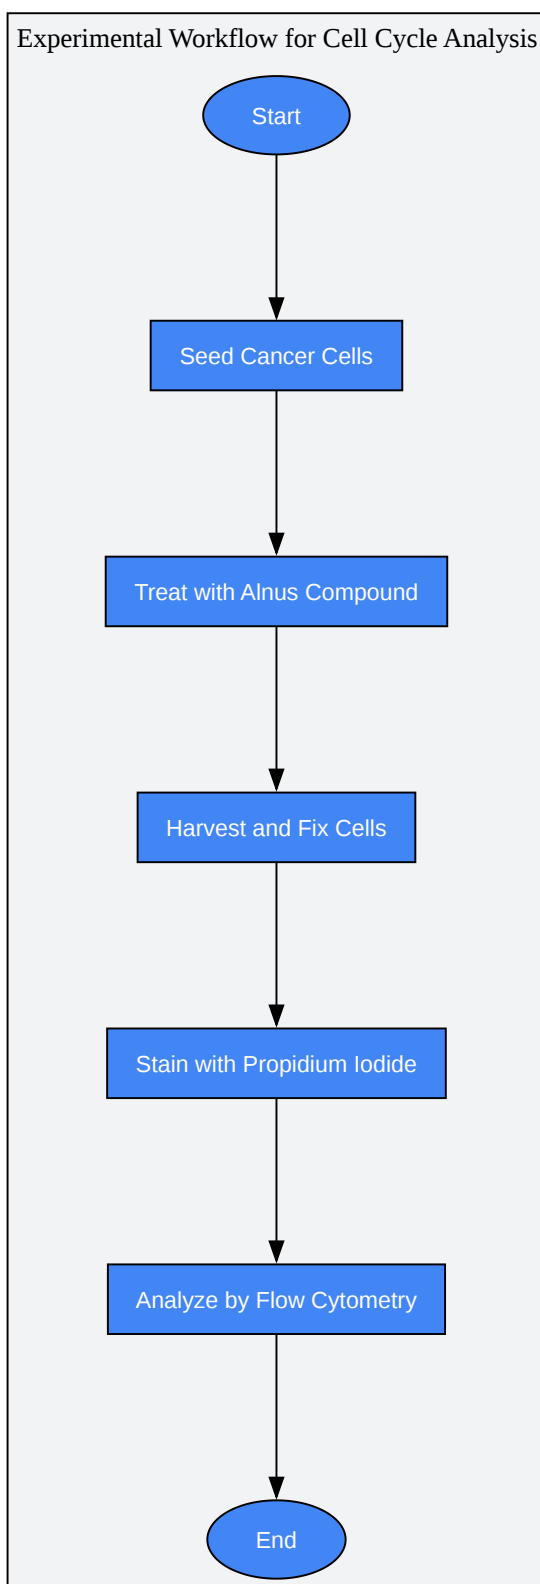 Experimental Workflow for Cell Cycle Analysis
Start
Seed Cancer Cells
Treat with Alnus Compound
Harvest and Fix Cells
Stain with Propidium Iodide
Analyze by Flow Cytometry
End